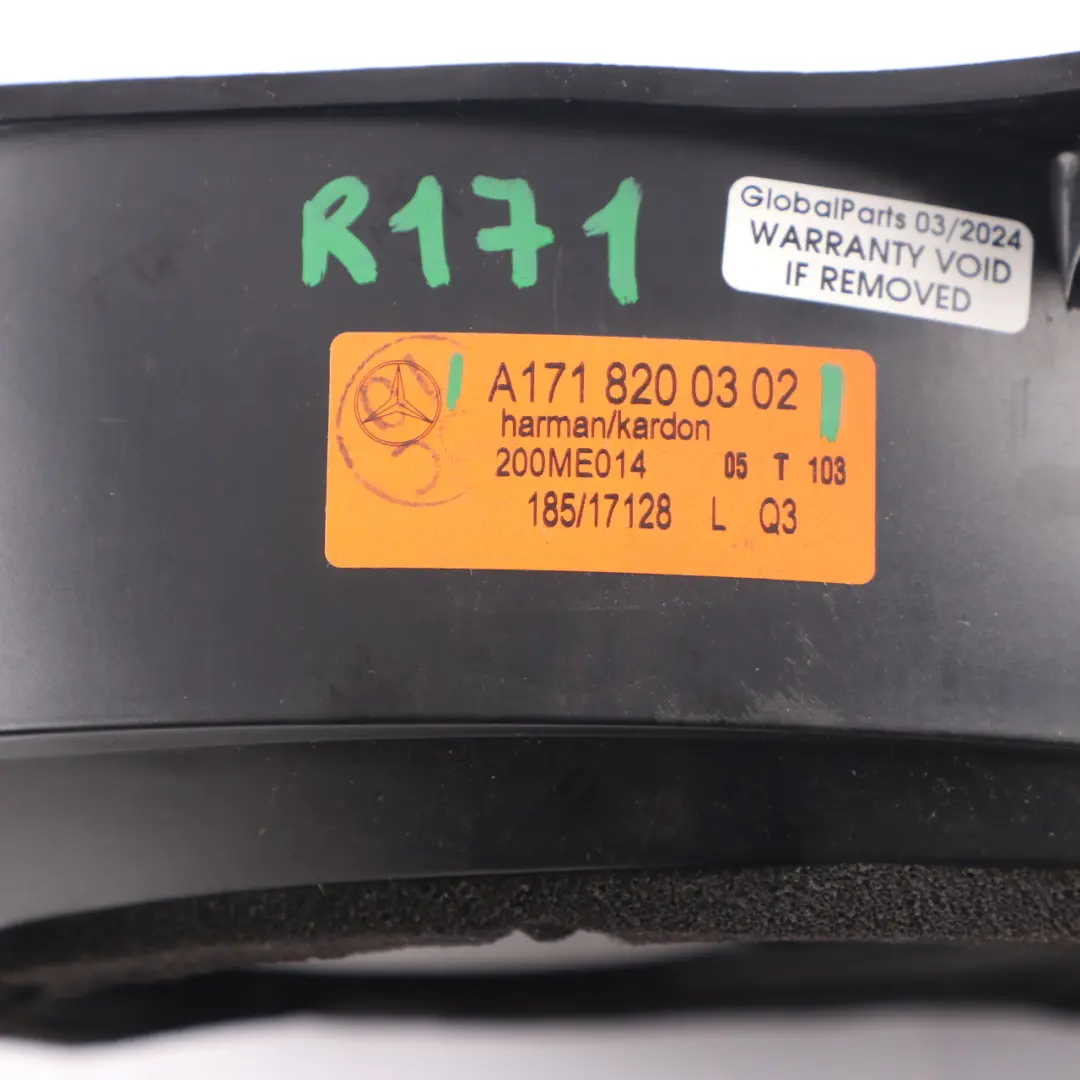 R171
GlobalParts 03/2024
WARRANTY VOID
IF REMOVED
A171 820 03 02
harman/kardon
200ME014 05 T 103
185/17128 L Q3